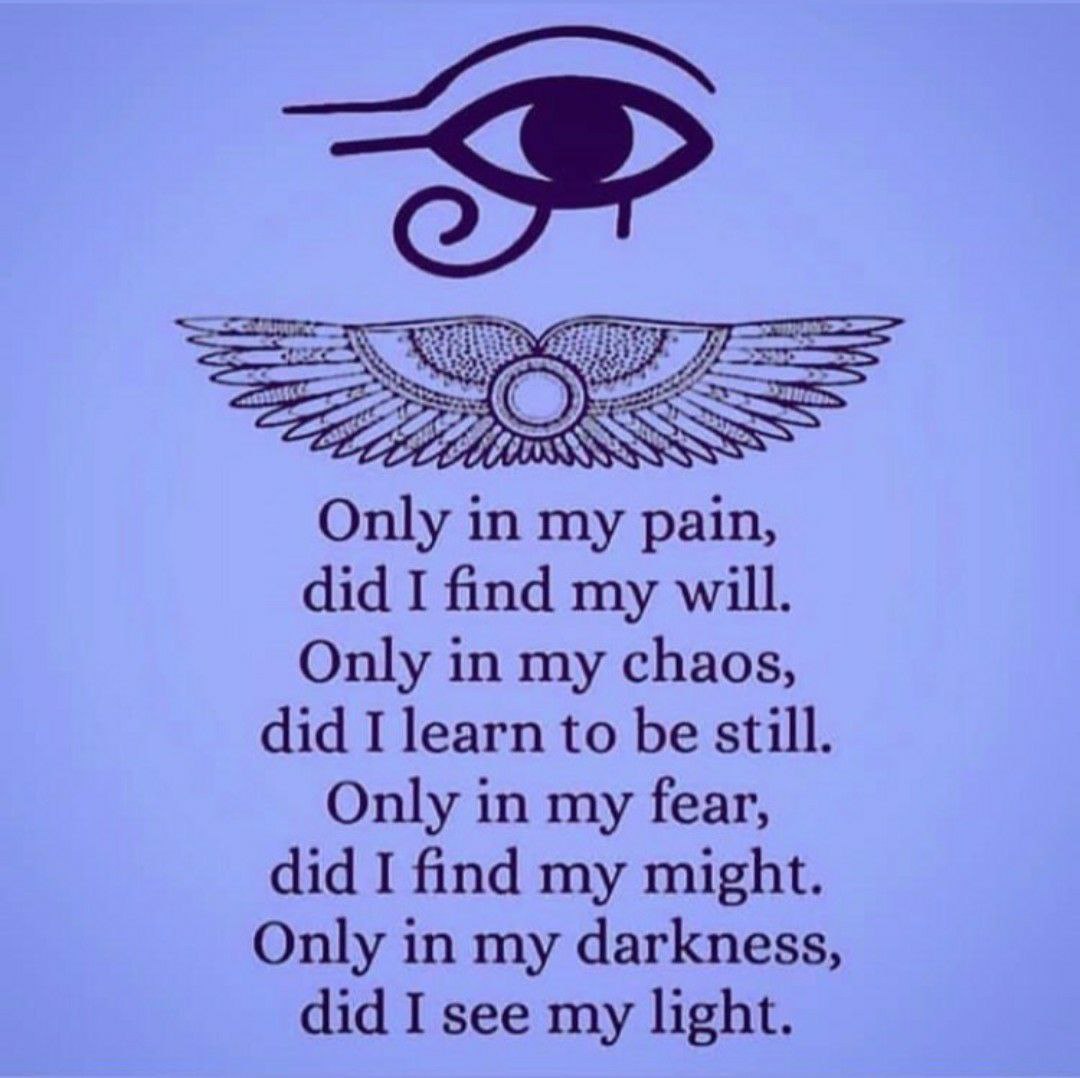 Only in my pain,
did I find my will.
Only in my chaos,
did I learn to be still.
Only in my fear,
did I find my might.
Only in my darkness,
did I see my light.